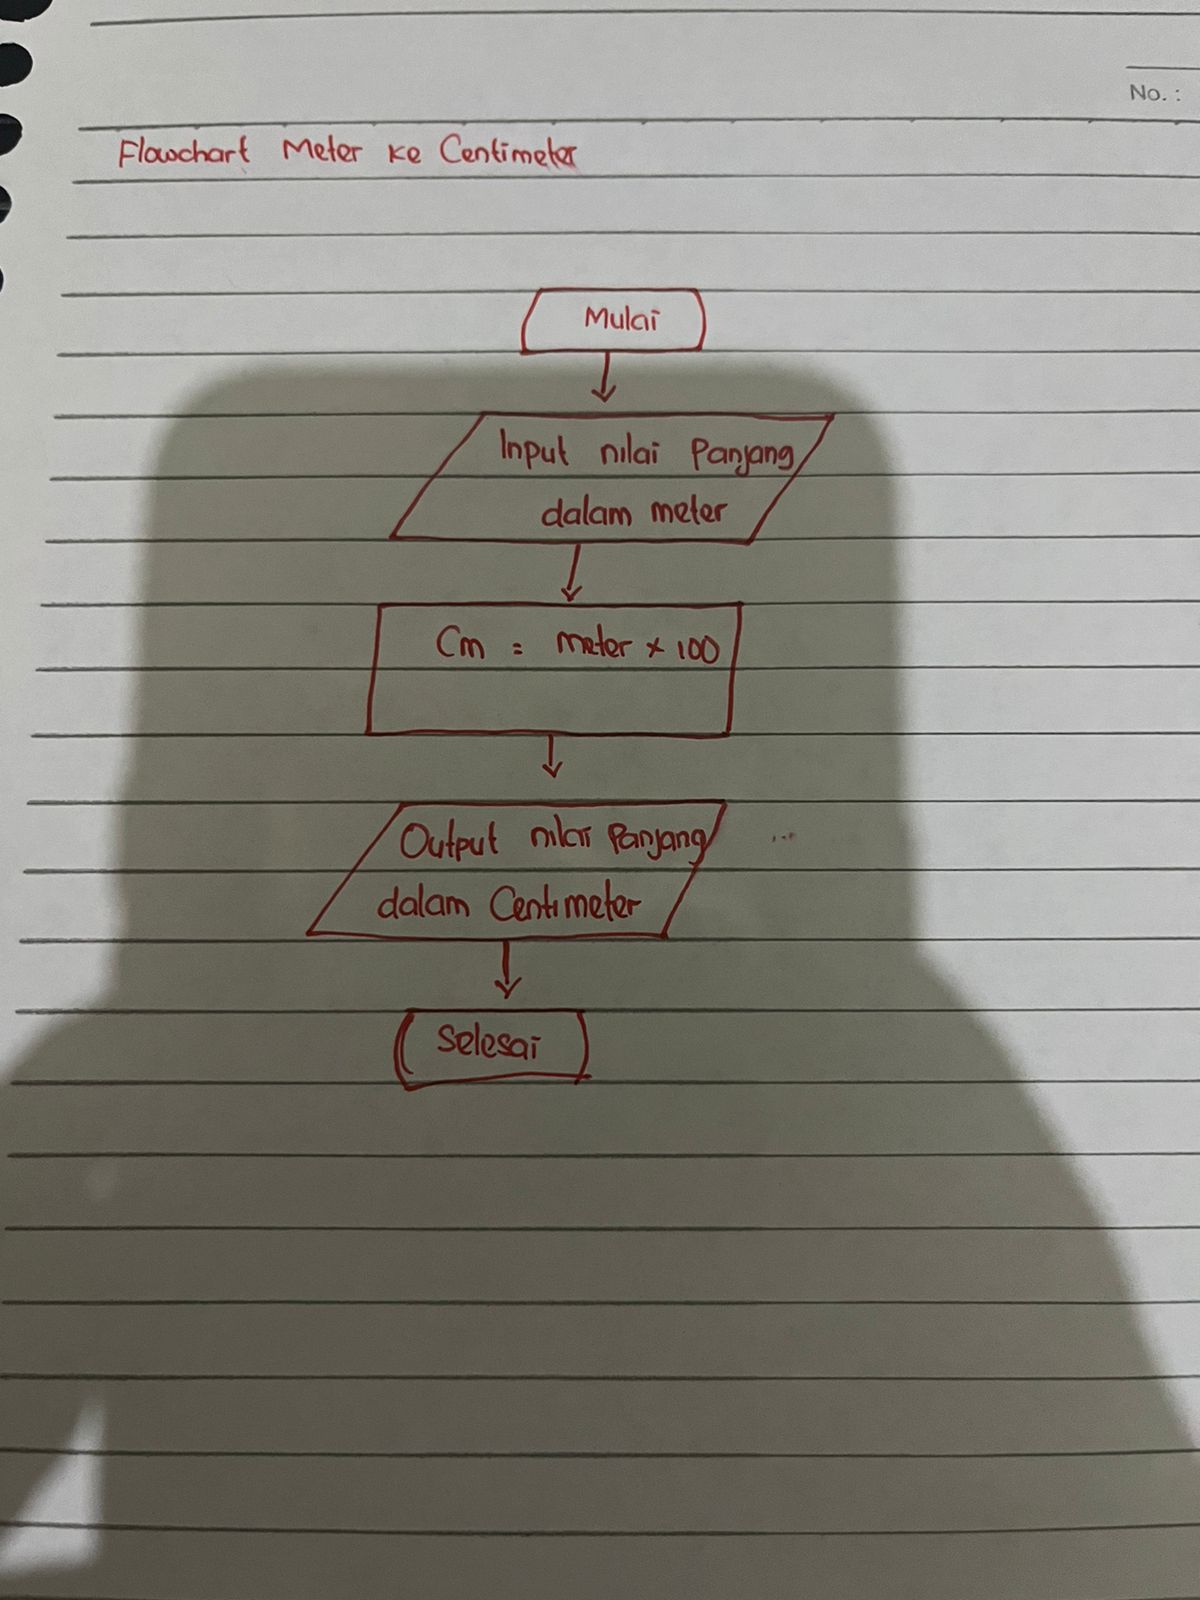 No. :
Flowchart Meter ke Centimeter
Mulai
Input nilai Panjang
dalam meter
Cm = meter × 100
Output nilai Panjang
dalam Centimeter
Selesai